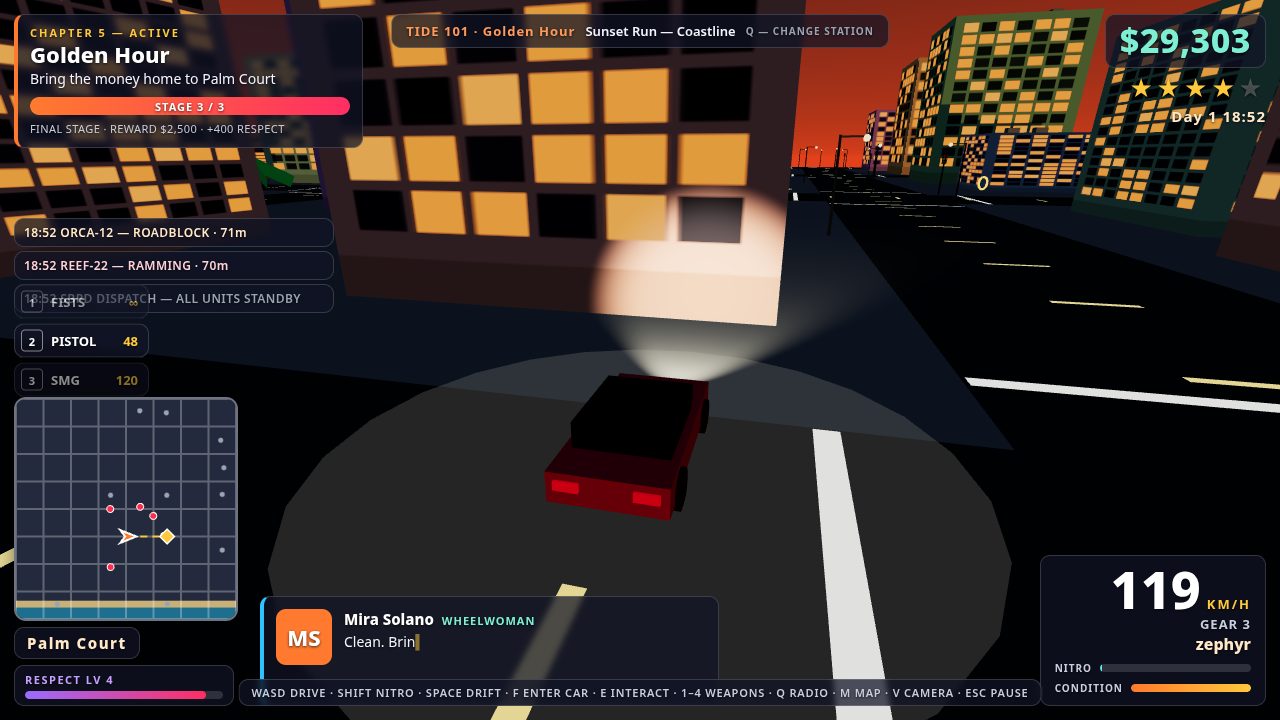 CHAPTER 5 — ACTIVE
Golden Hour
Bring the money home to Palm Court
STAGE 3 / 3
FINAL STAGE · REWARD $2,500 · +400 RESPECT
TIDE 101 · Golden Hour Sunset Run — Coastline Q — CHANGE STATION
$29,303
Day 1 18:52
18:52 ORCA-12 — ROADBLOCK · 71m
18:52 REEF-22 — RAMMING · 70m
DISPATCH — ALL UNITS STANDBY
1 FISTS ∞
2 PISTOL 48
3 SMG 120
Palm Court
RESPECT LV 4
MS
Mira Solano WHEELWOMAN
Clean. Brin
WASD DRIVE · SHIFT NITRO · SPACE DRIFT · F ENTER CAR · E INTERACT · 1–4 WEAPONS · Q RADIO · M MAP · V CAMERA · ESC PAUSE
119 KM/H
GEAR 3
zephyr
NITRO
CONDITION